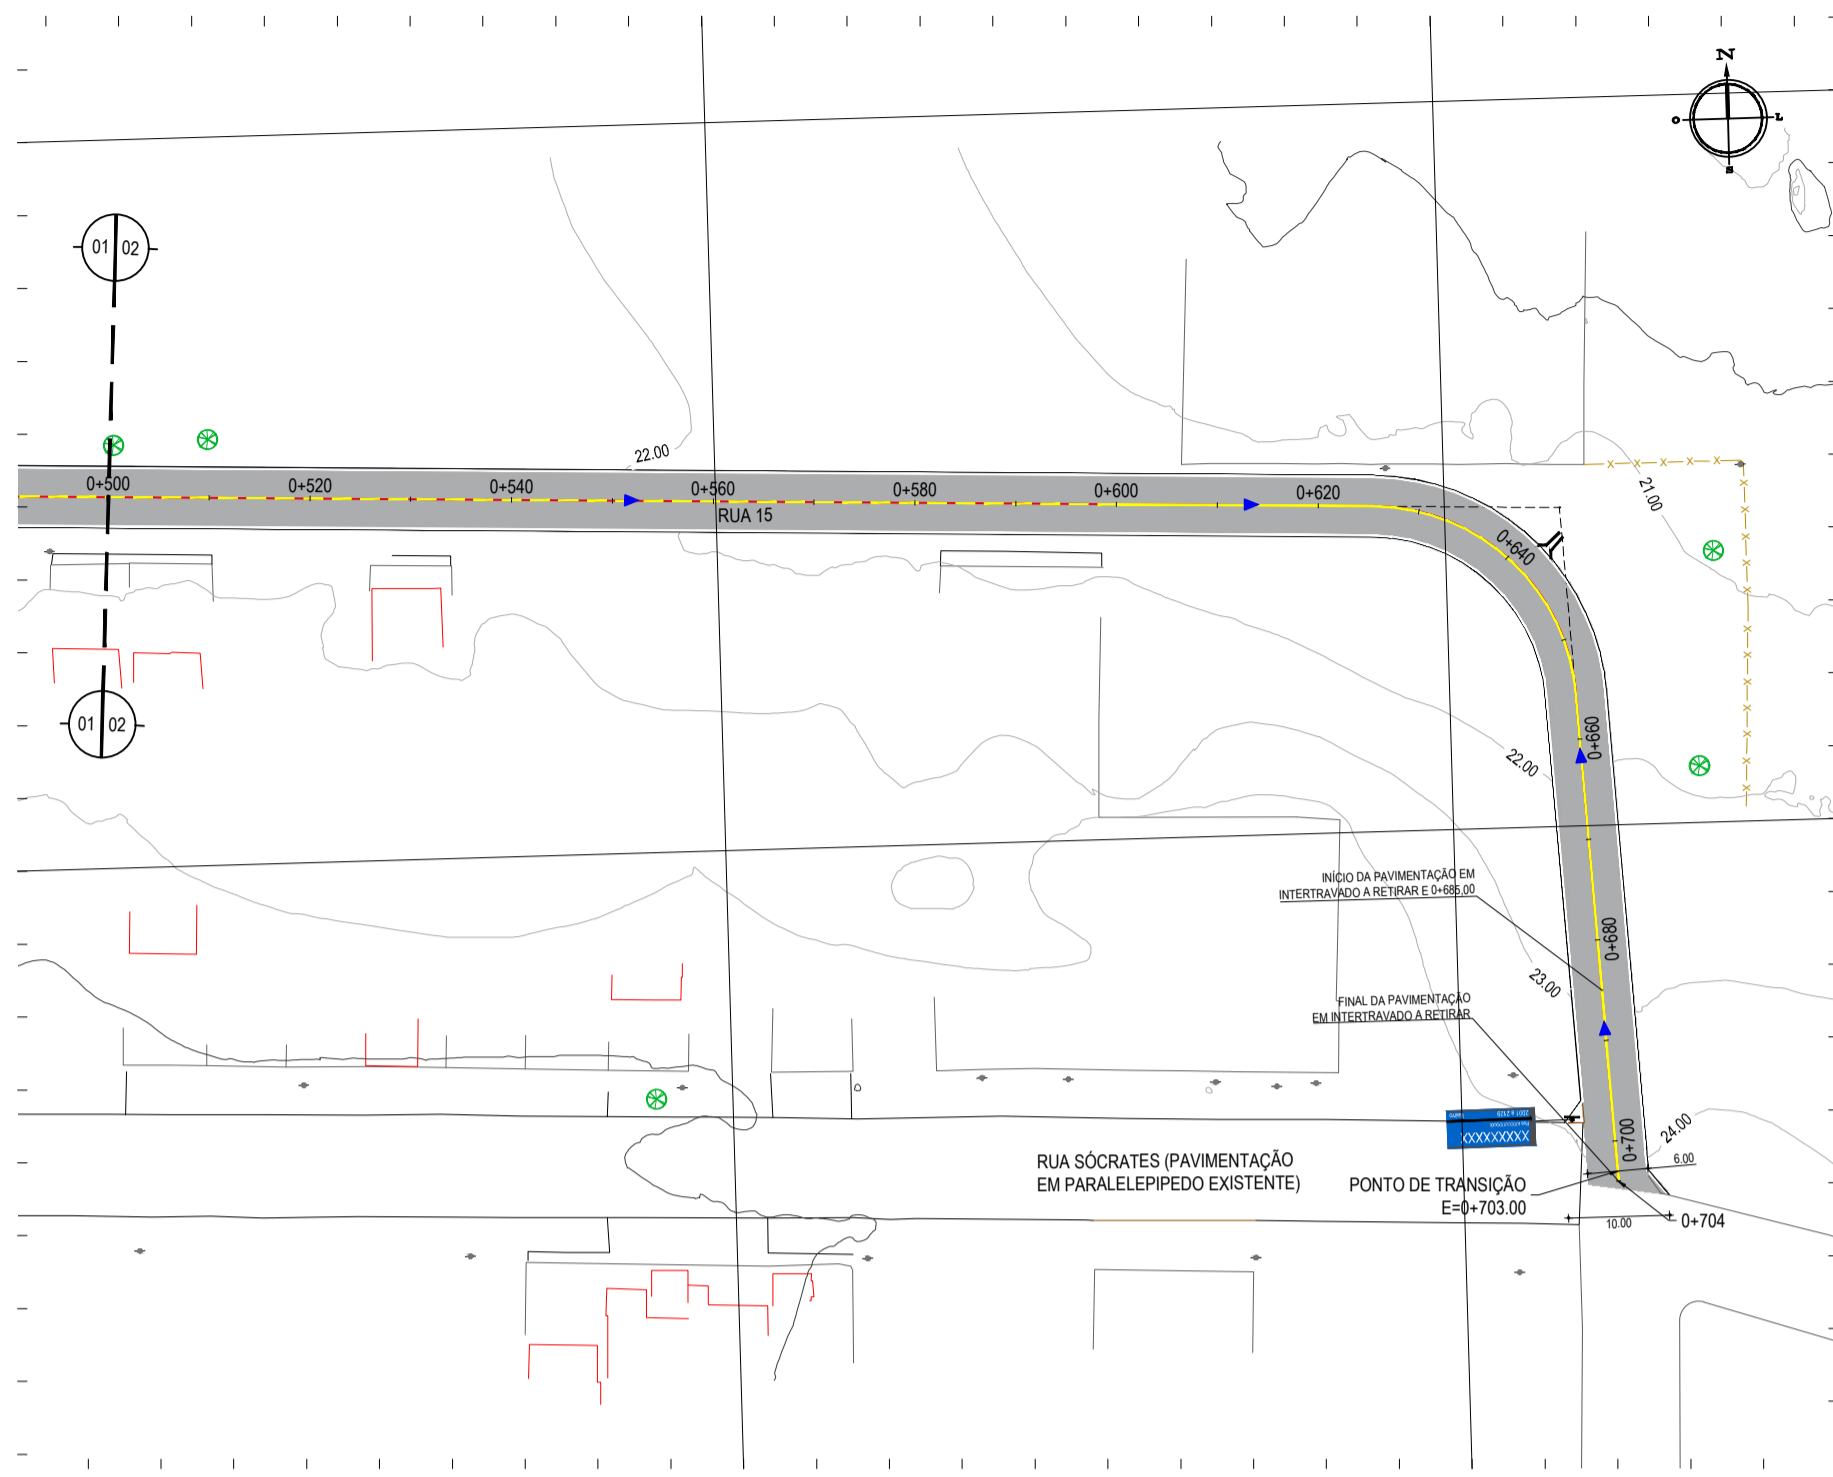 N
O
L
S
01 02
0+500
0+520
0+540
22.00
0+560
0+580
0+600
0+620
RUA 15
0+640
21.00
01 02
0+660
22.00
INÍCIO DA PAVIMENTAÇÃO EM
INTERTRAVADO A RETIRAR E 0+685,00
0+680
23.00
FINAL DA PAVIMENTAÇÃO
EM INTERTRAVADO A RETIRAR
XXXXXXXXX
2001 a 2129
0+700
24.00
6.00
RUA SÓCRATES (PAVIMENTAÇÃO
EM PARALELEPIPEDO EXISTENTE)
PONTO DE TRANSIÇÃO
E=0+703.00
10.00
0+704